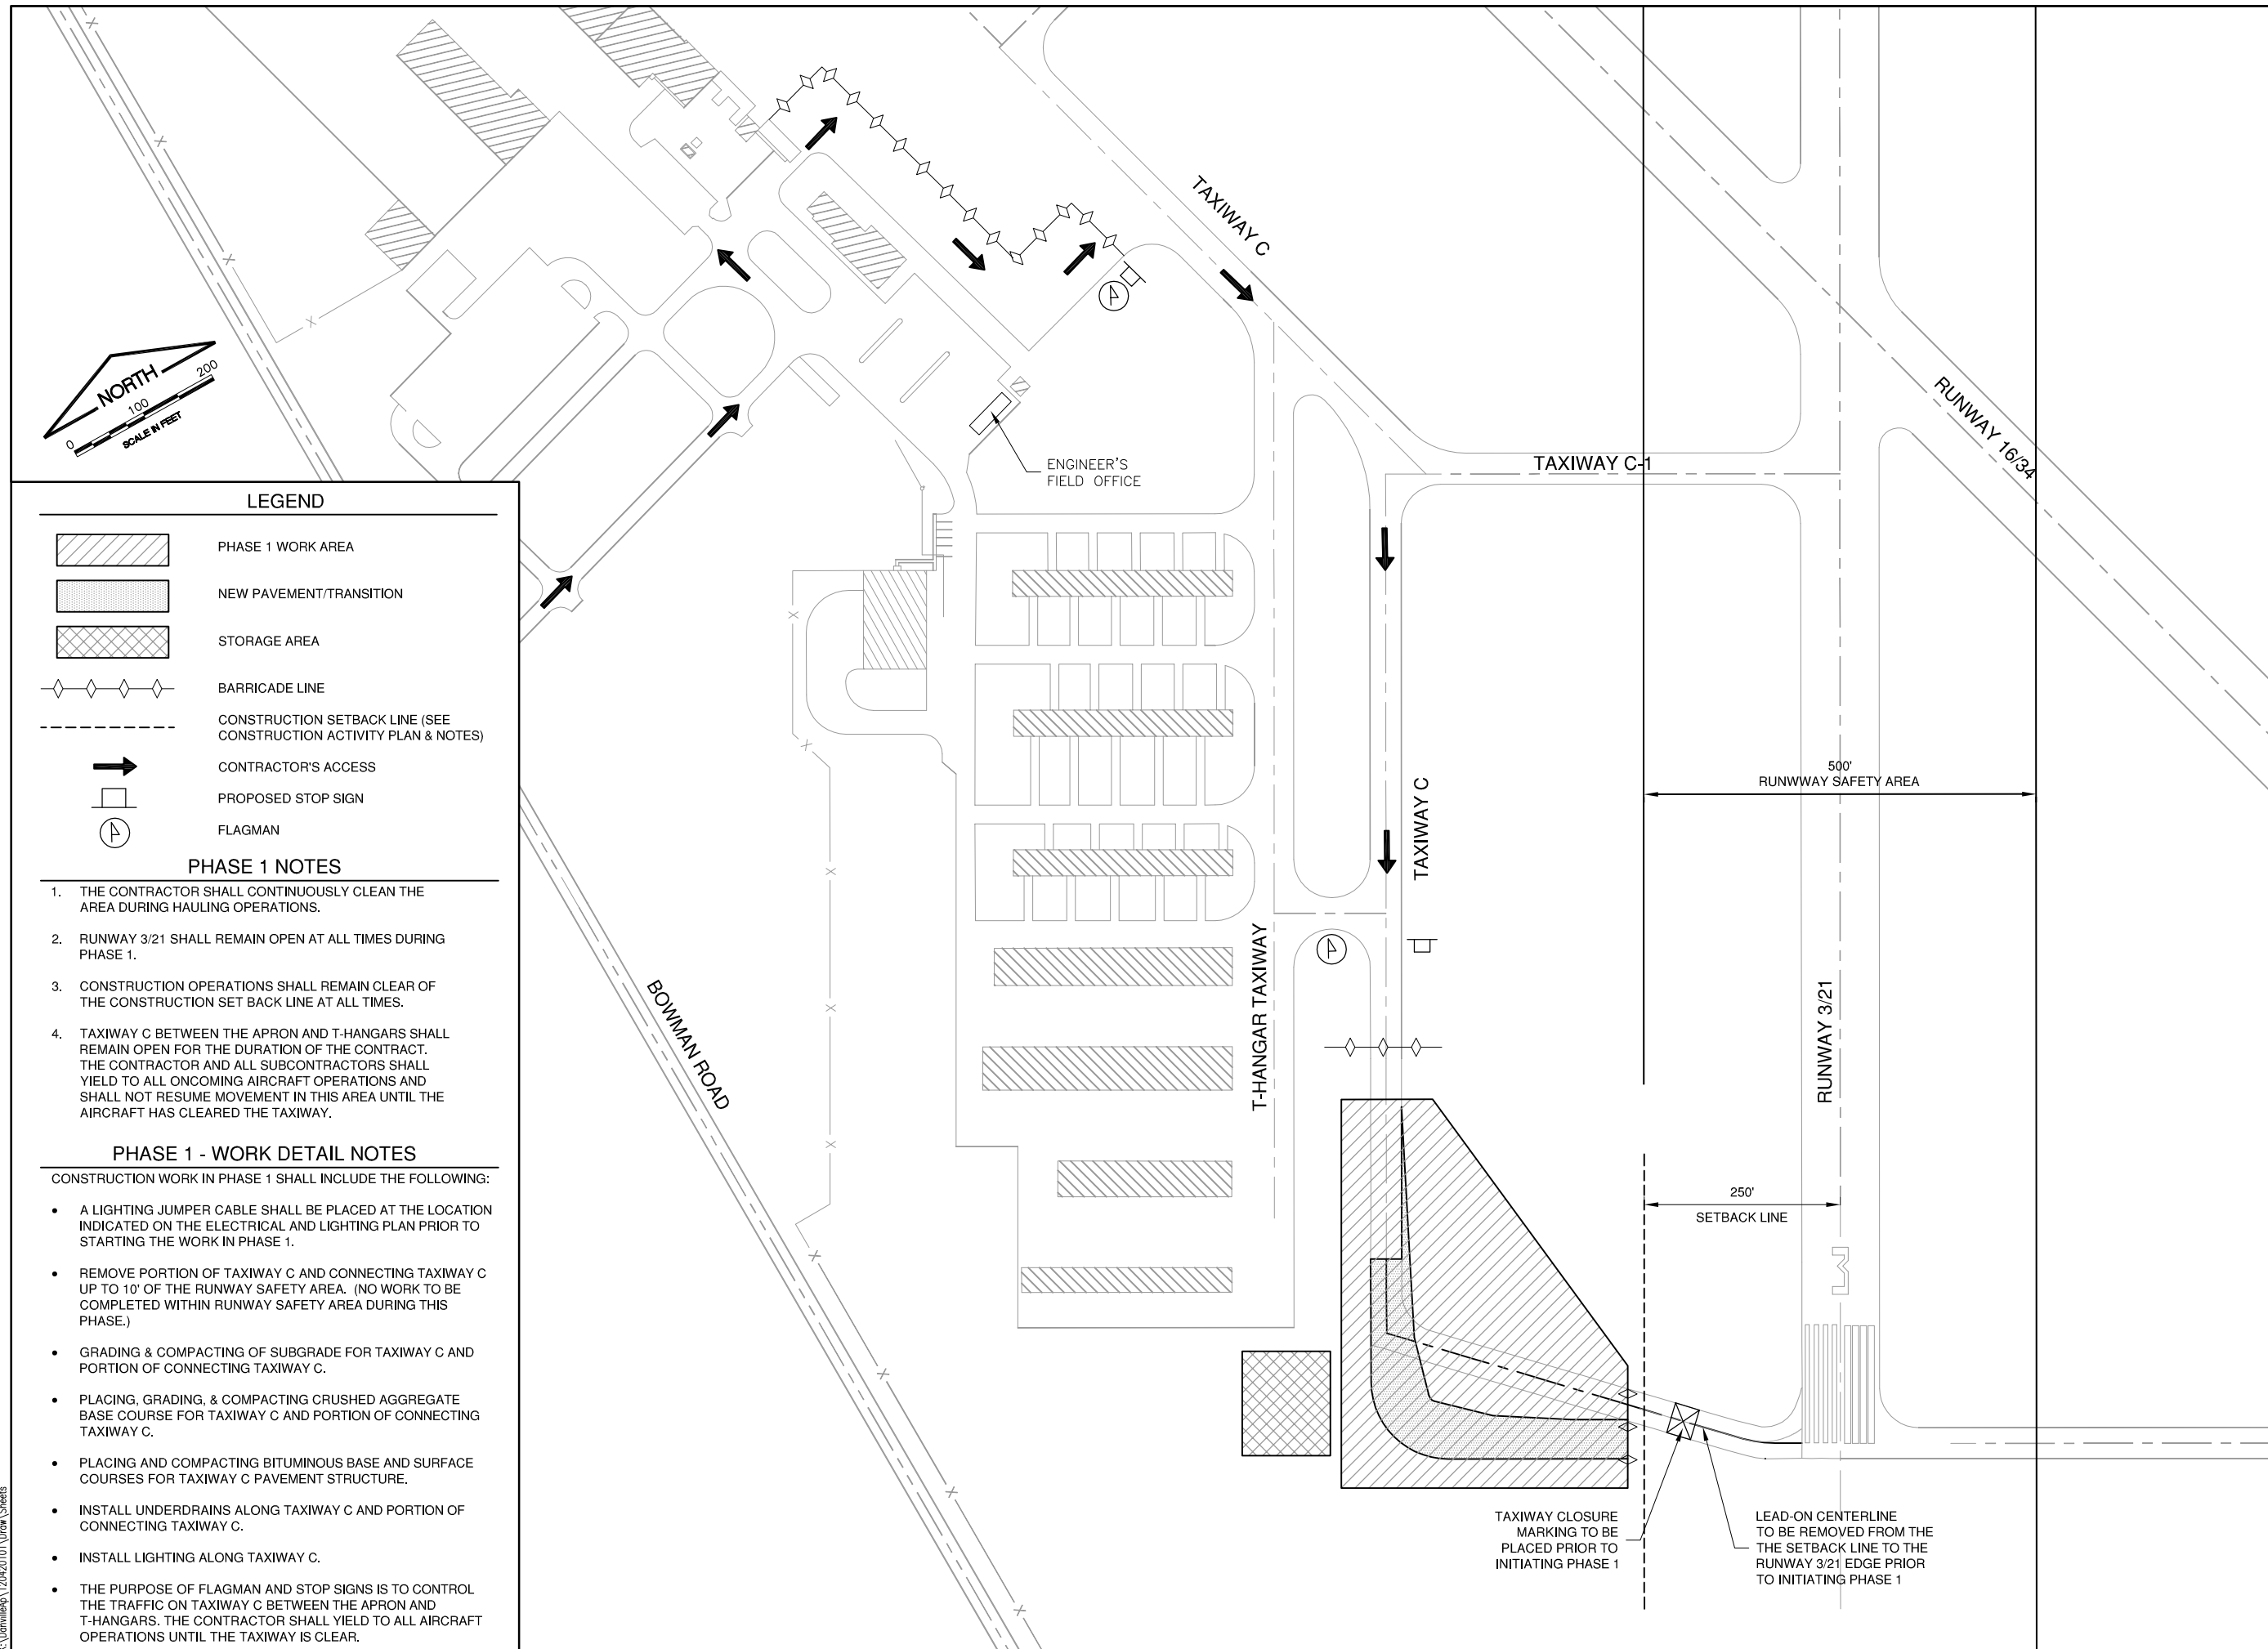 TAXIWAY C
RUNWAY 16/34
NORTH
0
100
200
SCALE IN FEET
ENGINEER'S
FIELD OFFICE
TAXIWAY C-1
LEGEND
PHASE 1 WORK AREA
NEW PAVEMENT/TRANSITION
STORAGE AREA
BARRICADE LINE
CONSTRUCTION SETBACK LINE (SEE
CONSTRUCTION ACTIVITY PLAN & NOTES)
CONTRACTOR'S ACCESS
PROPOSED STOP SIGN
FLAGMAN
PHASE 1 NOTES
1. THE CONTRACTOR SHALL CONTINUOUSLY CLEAN THE
AREA DURING HAULING OPERATIONS.
2. RUNWAY 3/21 SHALL REMAIN OPEN AT ALL TIMES DURING
PHASE 1.
3. CONSTRUCTION OPERATIONS SHALL REMAIN CLEAR OF
THE CONSTRUCTION SET BACK LINE AT ALL TIMES.
4. TAXIWAY C BETWEEN THE APRON AND T-HANGARS SHALL
REMAIN OPEN FOR THE DURATION OF THE CONTRACT.
THE CONTRACTOR AND ALL SUBCONTRACTORS SHALL
YIELD TO ALL ONCOMING AIRCRAFT OPERATIONS AND
SHALL NOT RESUME MOVEMENT IN THIS AREA UNTIL THE
AIRCRAFT HAS CLEARED THE TAXIWAY.
PHASE 1 - WORK DETAIL NOTES
CONSTRUCTION WORK IN PHASE 1 SHALL INCLUDE THE FOLLOWING:
• A LIGHTING JUMPER CABLE SHALL BE PLACED AT THE LOCATION
INDICATED ON THE ELECTRICAL AND LIGHTING PLAN PRIOR TO
STARTING THE WORK IN PHASE 1.
• REMOVE PORTION OF TAXIWAY C AND CONNECTING TAXIWAY C
UP TO 10' OF THE RUNWAY SAFETY AREA. (NO WORK TO BE
COMPLETED WITHIN RUNWAY SAFETY AREA DURING THIS
PHASE.)
• GRADING & COMPACTING OF SUBGRADE FOR TAXIWAY C AND
PORTION OF CONNECTING TAXIWAY C.
• PLACING, GRADING, & COMPACTING CRUSHED AGGREGATE
BASE COURSE FOR TAXIWAY C AND PORTION OF CONNECTING
TAXIWAY C.
• PLACING AND COMPACTING BITUMINOUS BASE AND SURFACE
COURSES FOR TAXIWAY C PAVEMENT STRUCTURE.
• INSTALL UNDERDRAINS ALONG TAXIWAY C AND PORTION OF
CONNECTING TAXIWAY C.
• INSTALL LIGHTING ALONG TAXIWAY C.
• THE PURPOSE OF FLAGMAN AND STOP SIGNS IS TO CONTROL
THE TRAFFIC ON TAXIWAY C BETWEEN THE APRON AND
T-HANGARS. THE CONTRACTOR SHALL YIELD TO ALL AIRCRAFT
OPERATIONS UNTIL THE TAXIWAY IS CLEAR.
BOWMAN ROAD
T-HANGAR TAXIWAY
TAXIWAY C
500'
RUNWWAY SAFETY AREA
RUNWAY 3/21
250'
SETBACK LINE
3
TAXIWAY CLOSURE
MARKING TO BE
PLACED PRIOR TO
INITIATING PHASE 1
LEAD-ON CENTERLINE
TO BE REMOVED FROM THE
THE SETBACK LINE TO THE
RUNWAY 3/21 EDGE PRIOR
TO INITIATING PHASE 1